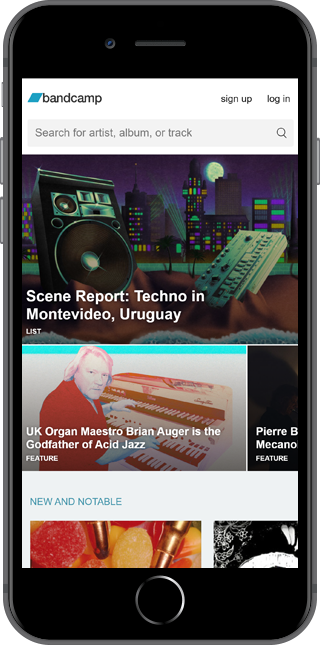 bandcamp
sign up
log in
Search for artist, album, or track
Scene Report: Techno in
Montevideo, Uruguay
LIST
UK Organ Maestro Brian Auger is the
Godfather of Acid Jazz
FEATURE
Pierre B
Mecano
FEATURE
NEW AND NOTABLE